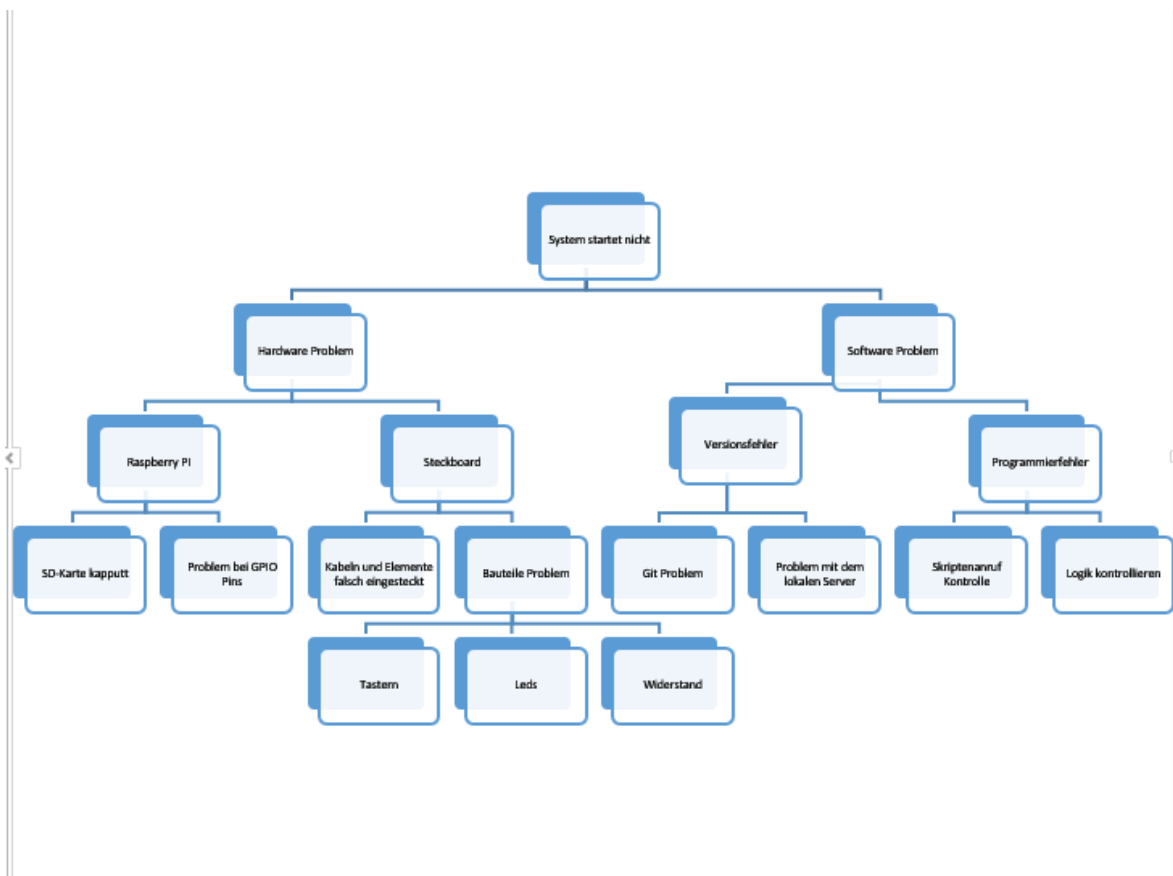 System startet nicht
Hardware Problem
Software Problem
Raspberry PI
Steckboard
Versionsfehler
Programmierfehler
SD-Karte kapputt
Problem bei GPIO
Pins
Kabeln und Elemente
falsch eingesteckt
Bauteile Problem
Git Problem
Problem mit dem
lokalen Server
Skriptenanruf
Kontrolle
Logik kontrollieren
Tastern
Leds
Widerstand